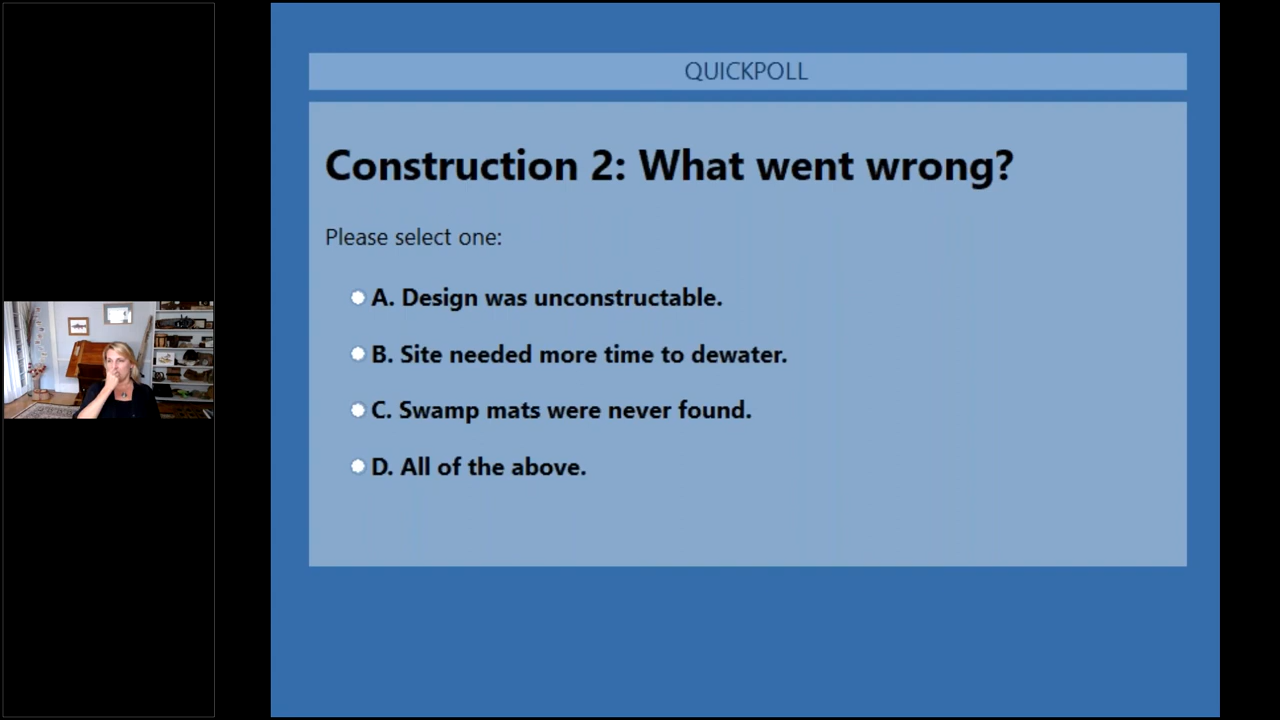 QUICKPOLL
Construction 2: What went wrong?
Please select one:
A. Design was unconstructable.
B. Site needed more time to dewater.
C. Swamp mats were never found.
D. All of the above.